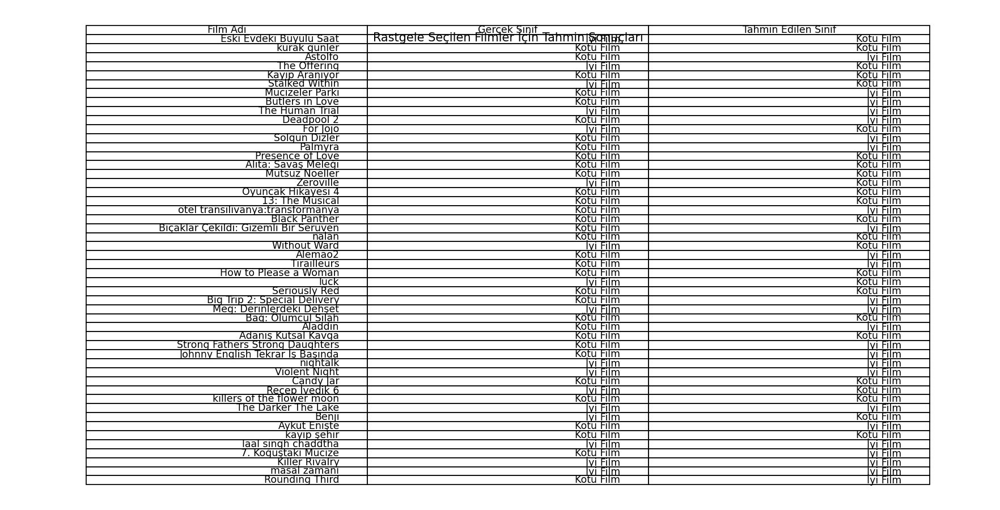 Film Adı Gerçek Sınıf Tahmin Edilen Sınıf
Rastgele Seçilen Filmler İçin Tahmin Sonuçları
Eski Evdeki Büyülü Saat İyi Film Kötü Film
kurak günler Kötü Film Kötü Film
Astolfo Kötü Film İyi Film
The Offering İyi Film Kötü Film
Kayıp Aranıyor Kötü Film Kötü Film
Stalked Within İyi Film Kötü Film
Mucizeler Parkı Kötü Film İyi Film
Butlers in Love Kötü Film İyi Film
The Human Trial İyi Film İyi Film
Deadpool 2 Kötü Film İyi Film
For Jojo İyi Film Kötü Film
Solgun Dizler Kötü Film İyi Film
Palmyra Kötü Film İyi Film
Presence of Love Kötü Film Kötü Film
Alita: Savaş Meleği Kötü Film Kötü Film
Mutsuz Noeller Kötü Film Kötü Film
Zeroville İyi Film Kötü Film
Oyuncak Hikayesi 4 Kötü Film Kötü Film
13: The Musical Kötü Film Kötü Film
otel transilivanya:transformanya Kötü Film İyi Film
Black Panther Kötü Film Kötü Film
Bıçaklar Çekildi: Gizemli Bir Serüven Kötü Film İyi Film
nalan Kötü Film Kötü Film
Without Ward İyi Film Kötü Film
Alemao2 Kötü Film İyi Film
Tirailleurs Kötü Film İyi Film
How to Please a Woman Kötü Film Kötü Film
luck İyi Film Kötü Film
Seriously Red Kötü Film Kötü Film
Big Trip 2: Special Delivery Kötü Film İyi Film
Meg: Derinlerdeki Dehşet İyi Film İyi Film
Bağ: Ölümcül Silah Kötü Film Kötü Film
Aladdin Kötü Film İyi Film
Adanış Kutsal Kavga Kötü Film Kötü Film
Strong Fathers Strong Daughters Kötü Film İyi Film
Johnny English Tekrar İş Başında Kötü Film İyi Film
nightalk İyi Film İyi Film
Violent Night İyi Film İyi Film
Candy Jar Kötü Film Kötü Film
Recep İvedik 6 İyi Film Kötü Film
killers of the flower moon Kötü Film Kötü Film
The Darker The Lake İyi Film İyi Film
Benji İyi Film Kötü Film
Aykut Enişte Kötü Film İyi Film
kayıp şehir Kötü Film Kötü Film
laal singh chaddtha İyi Film İyi Film
7. Koğuştaki Mucize Kötü Film İyi Film
Killer Rivalry İyi Film İyi Film
masal zamanı İyi Film İyi Film
Rounding Third Kötü Film İyi Film